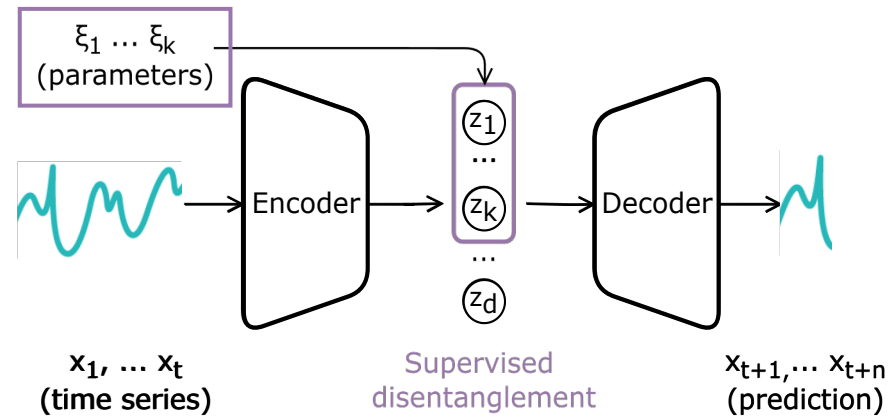 ξ1 ... ξk
(parameters)
z1
...
Encoder
zk
Decoder
...
zd
x1, ... xt
(time series)
Supervised
disentanglement
xt+1,... xt+n
(prediction)